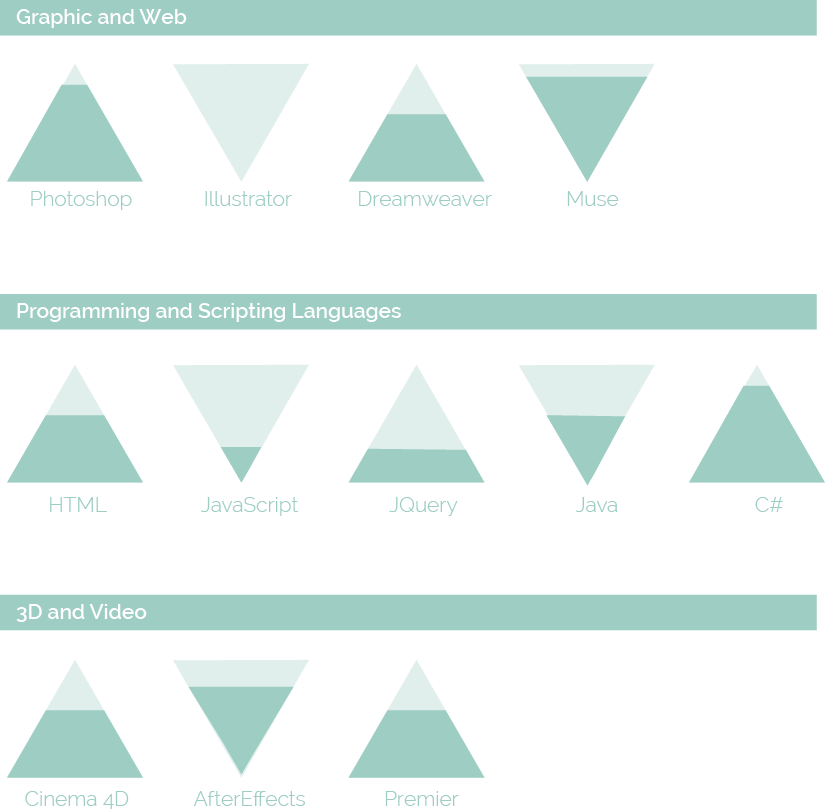 Graphic and Web
Photoshop Illustrator Dreamweaver Muse
Programming and Scripting Languages
HTML JavaScript JQuery Java C#
3D and Video
Cinema 4D AfterEffects Premier